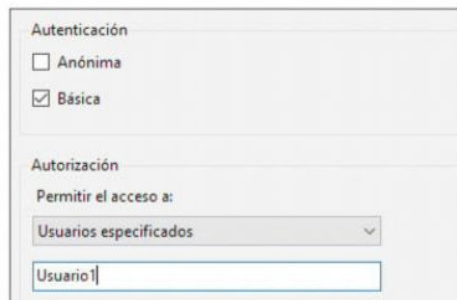 Autenticación
Anónima
Básica
Autorización
Permitir el acceso a:
Usuarios especificados
Usuario1